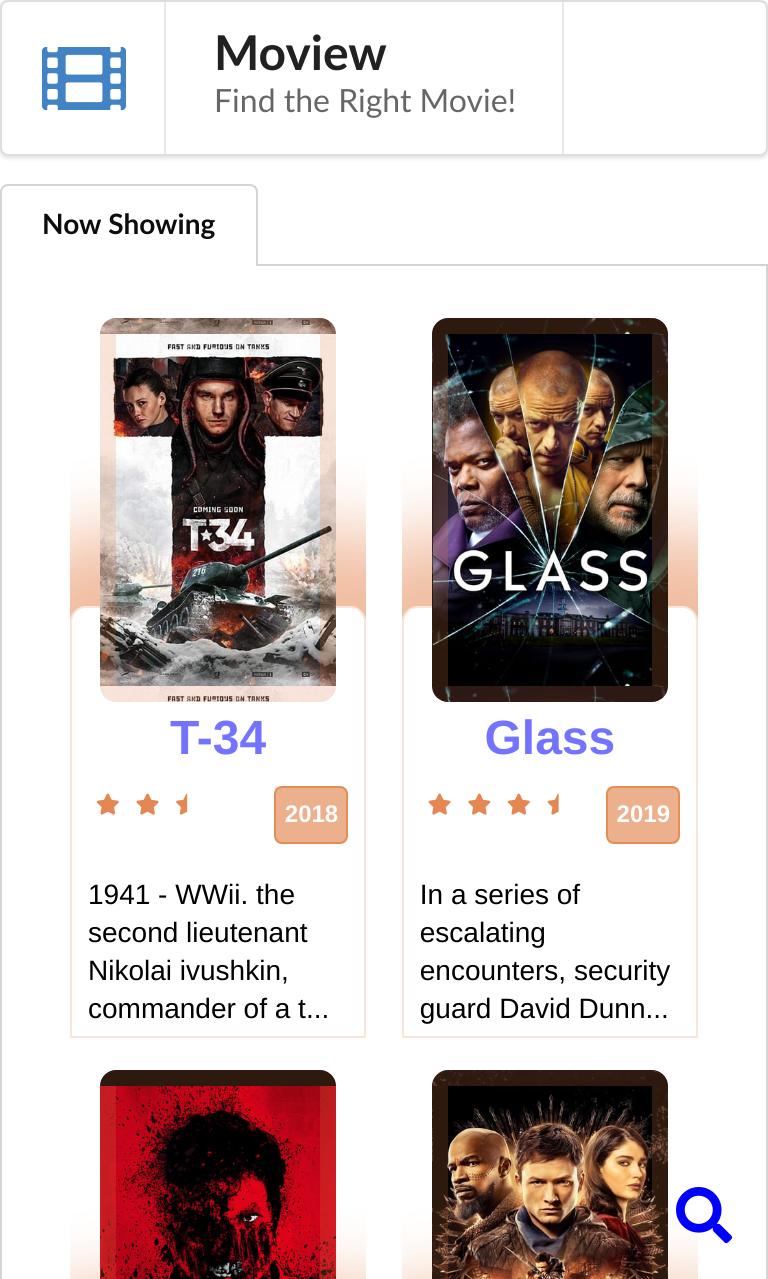 Moview
Find the Right Movie!
Now Showing
FAST AND FURIOUS ON TANKS
COMING SOON
T★34
216
FAST AND FURIOUS ON TANKS
GLASS
T-34
2018
1941 - WWii. the
second lieutenant
Nikolai ivushkin,
commander of a t...
Glass
2019
In a series of
escalating
encounters, security
guard David Dunn...